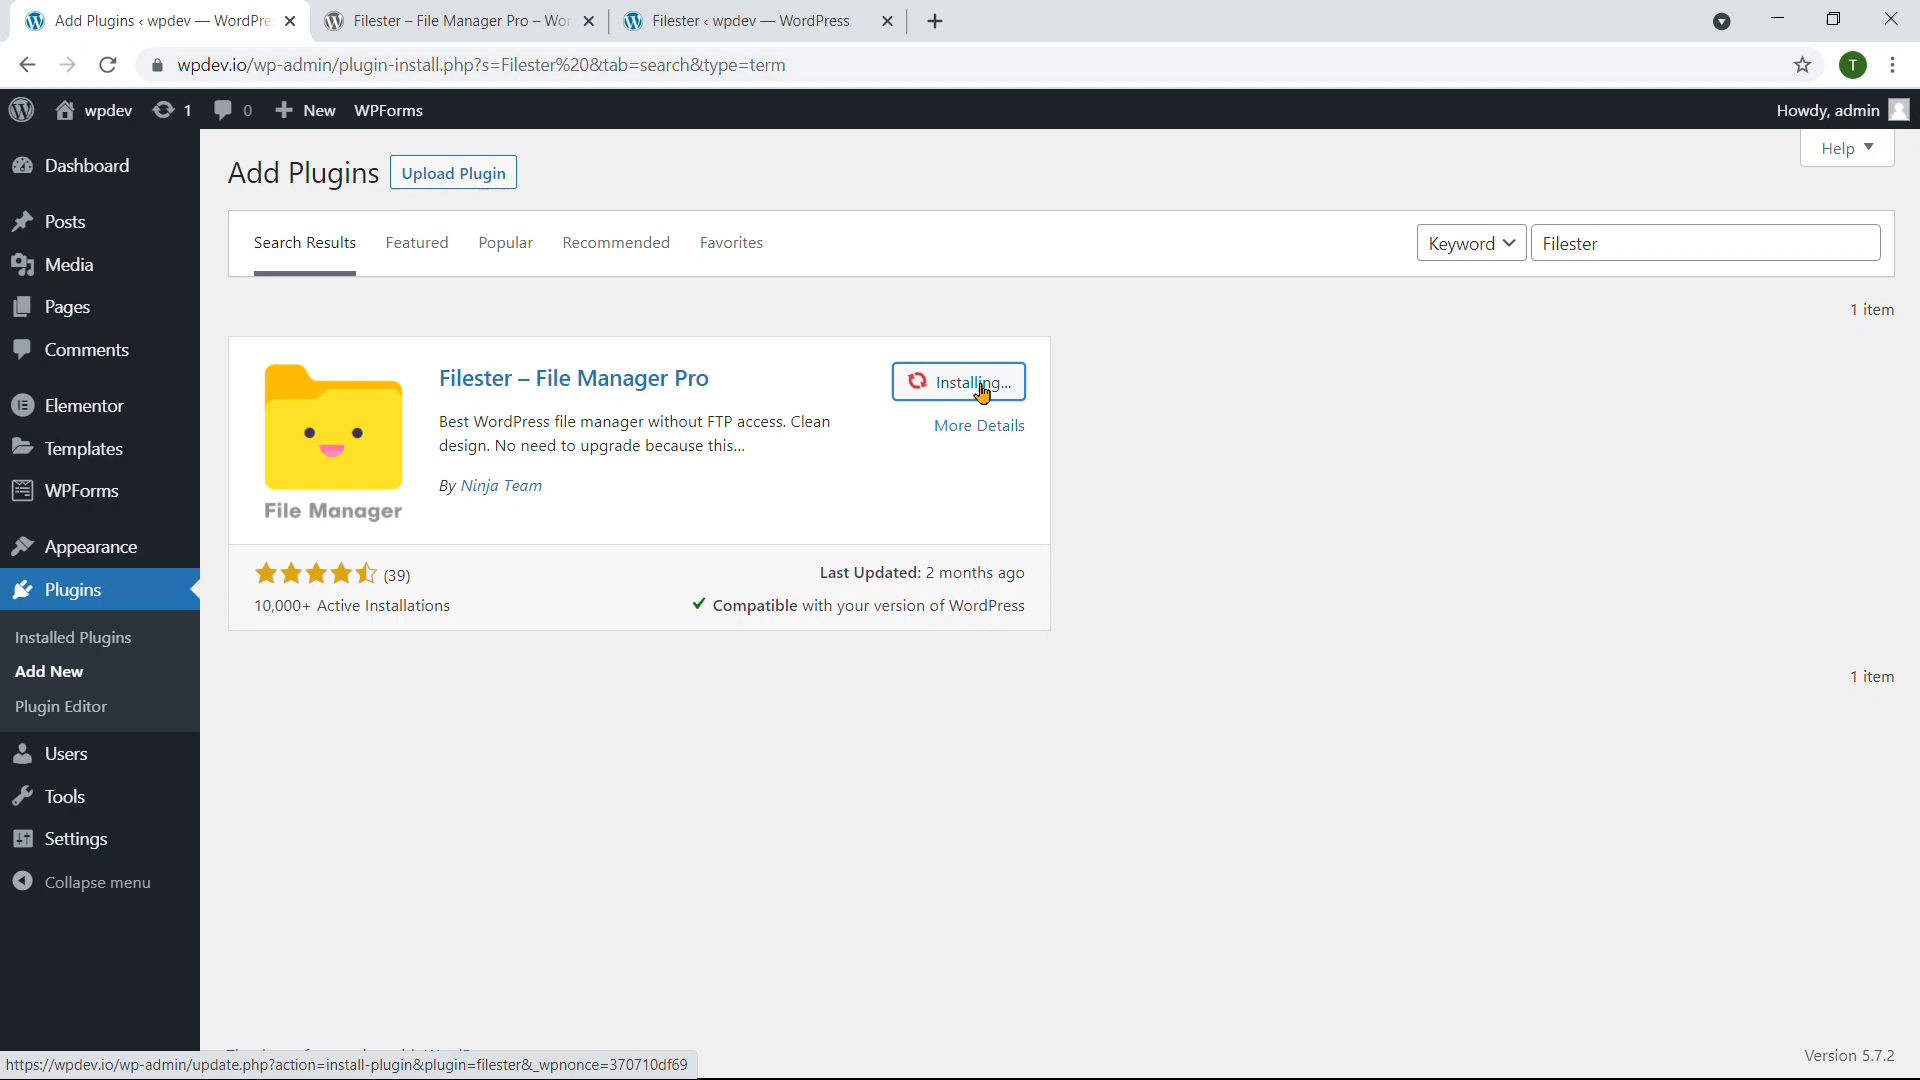 Add Plugins ‹ wpdev — WordPre
Filester – File Manager Pro – Wor
Filester ‹ wpdev — WordPress
wpdev.io/wp-admin/plugin-install.php?s=Filester%20&tab=search&type=term
T
wpdev
1
0
New
WPForms
Howdy, admin
Dashboard
Posts
Media
Pages
Comments
Elementor
Templates
WPForms
Appearance
Plugins
Installed Plugins
Add New
Plugin Editor
Users
Tools
Settings
Collapse menu
Help
Add Plugins
Upload Plugin
Search Results
Featured
Popular
Recommended
Favorites
Keyword
Filester
1 item
File Manager
Filester – File Manager Pro
Best WordPress file manager without FTP access. Clean
design. No need to upgrade because this...
By Ninja Team
Installing...
More Details
(39)
10,000+ Active Installations
Last Updated: 2 months ago
Compatible with your version of WordPress
1 item
https://wpdev.io/wp-admin/update.php?action=install-plugin&plugin=filester&_wpnonce=370710df69
Version 5.7.2